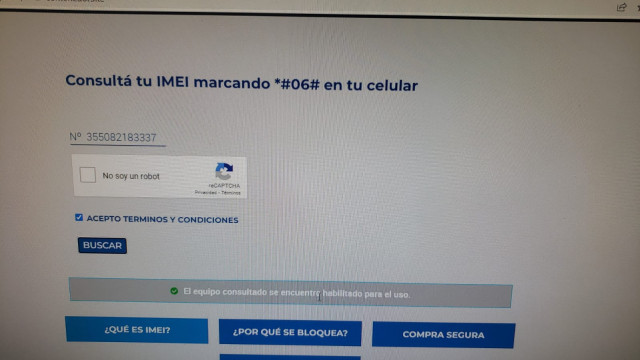 Consultá tu IMEI marcando *#06# en tu celular
Nº 355082183337
No soy un robot
reCAPTCHA
Privacidad - Términos
ACEPTO TERMINOS Y CONDICIONES
BUSCAR
El equipo consultado se encuentra habilitado para el uso.
¿QUÉ ES IMEI?
¿POR QUÉ SE BLOQUEA?
COMPRA SEGURA